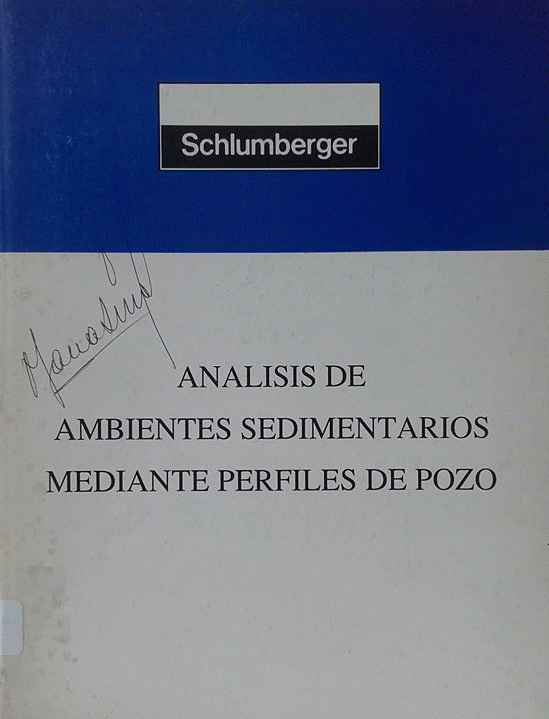 Schlumberger
ANALISIS DE
AMBIENTES SEDIMENTARIOS
MEDIANTE PERFILES DE POZO